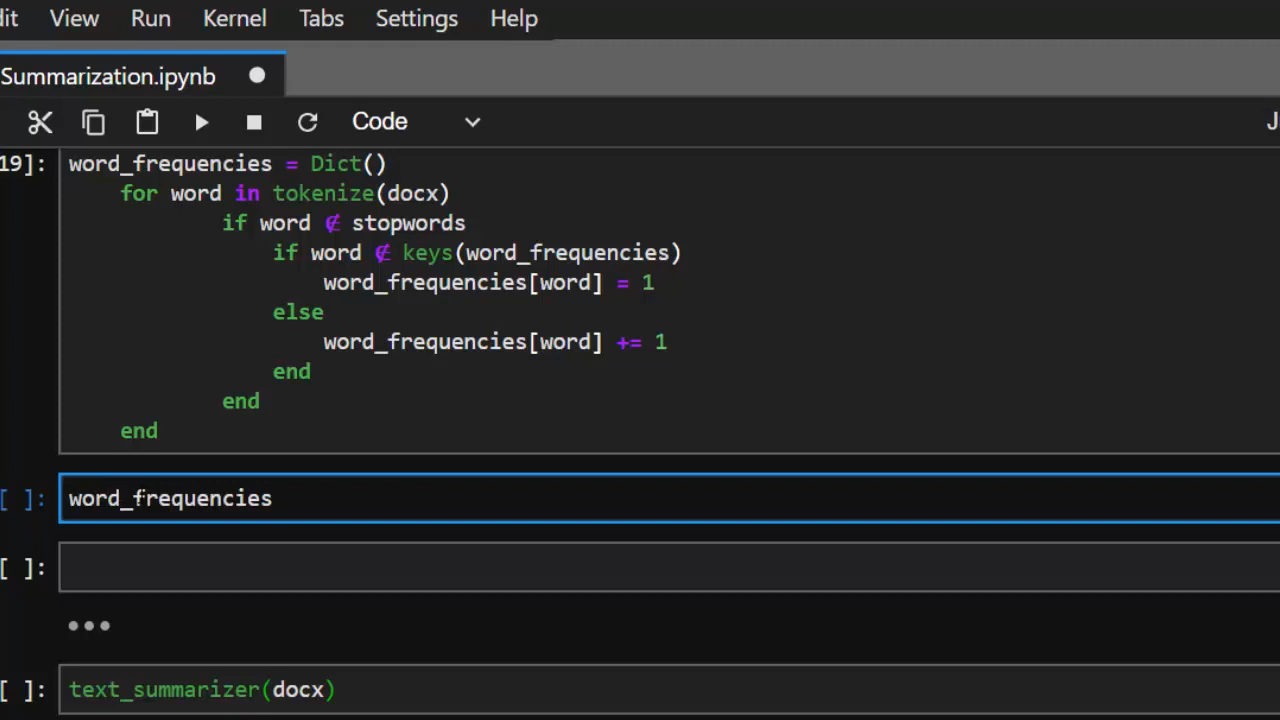 View Run Kernel Tabs Settings Help
Summarization.ipynb
Code
19]: word_frequencies = Dict()
for word in tokenize(docx)
if word ∉ stopwords
if word ∉ keys(word_frequencies)
word_frequencies[word] = 1
else
word_frequencies[word] += 1
end
end
end
[ ]: word_frequencies
[ ]:
[ ]: text_summarizer(docx)